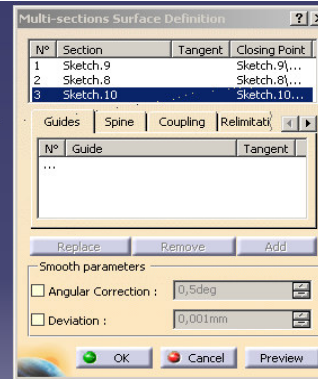 Multi-sections Surface Definition ?
N° Section Tangent Closing Point
1 Sketch.9 Sketch.9\...
2 Sketch.8 Sketch.8\...
3 Sketch.10 Sketch.10...
Guides Spine Coupling Relimitati
N° Guide Tangent
...
Replace Remove Add
Smooth parameters
Angular Correction : 0,5deg
Deviation : 0,001mm
OK Cancel Preview